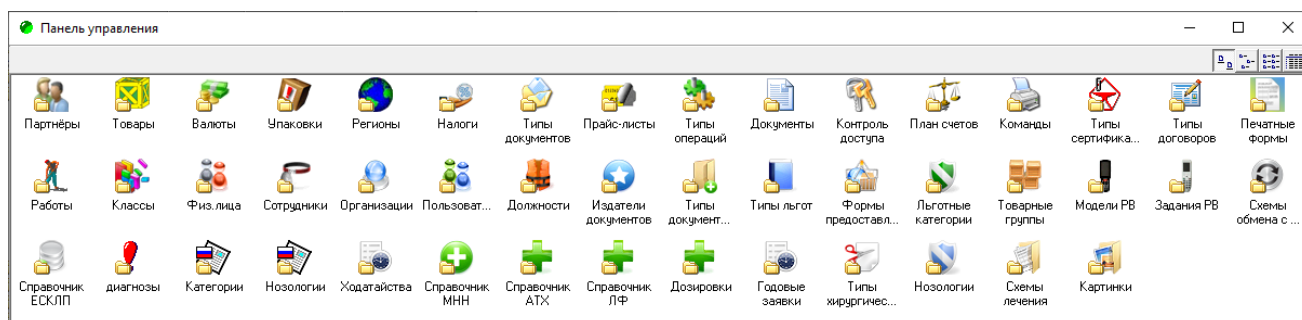 Панель управления
Партнёры Товары Валюты Упаковки Регионы Налоги Типы документов Прайс-листы Типы операций Документы Контроль доступа План счетов Команды Типы сертифика... Типы договоров Печатные формы
Работы Классы Физ.лица Сотрудники Организации Пользоват... Должности Издатели документов Типы документ... Типы льгот Формы предоставл... Льготные категории Товарные группы Модели РВ Задания РВ Схемы обмена с ...
Справочник ЕСКЛП диагнозы Категории Нозологии Ходатайства Справочник МНН Справочник АТХ Справочник ЛФ Дозировки Годовые заявки Типы хирургичес... Нозологии Схемы лечения Картинки